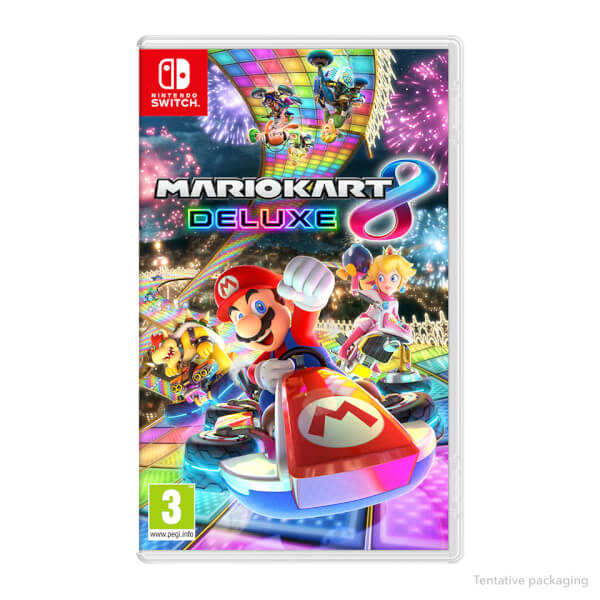 NINTENDO
SWITCH.
MARIOKART 8
DELUXE
M
M
3
www.pegi.info
Tentative packaging